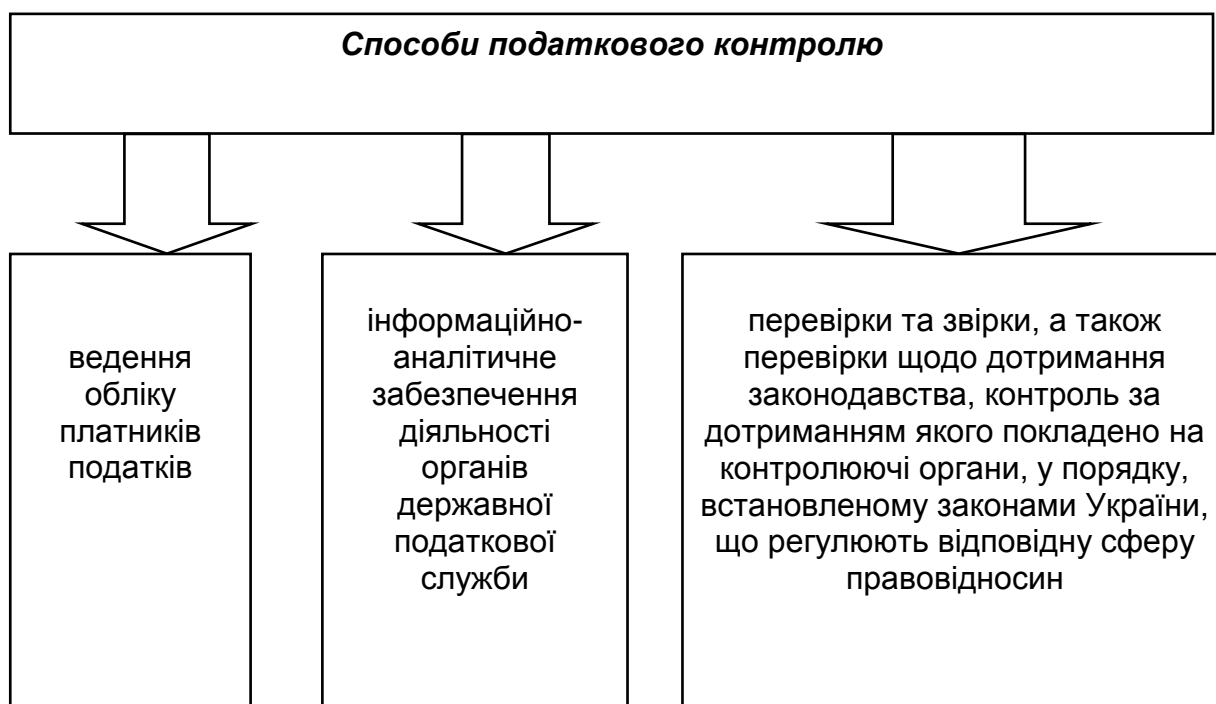 Способи податкового контролю
ведення
обліку
платників
податків
інформаційно-
аналітичне
забезпечення
діяльності
органів
державної
податкової
служби
перевірки та звірки, а також
перевірки щодо дотримання
законодавства, контроль за
дотриманням якого покладено на
контролюючі органи, у порядку,
встановленому законами України,
що регулюють відповідну сферу
правовідносин